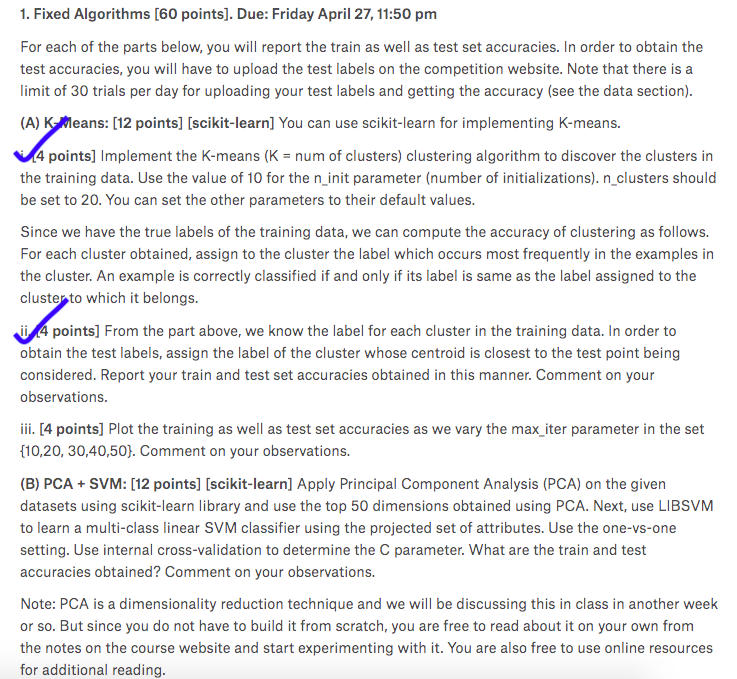 1. Fixed Algorithms [60 points]. Due: Friday April 27, 11:50 pm
For each of the parts below, you will report the train as well as test set accuracies. In order to obtain the
test accuracies, you will have to upload the test labels on the competition website. Note that there is a
limit of 30 trials per day for uploading your test labels and getting the accuracy (see the data section).
(A) K-Means: [12 points] [scikit-learn] You can use scikit-learn for implementing K-means.
i. [4 points] Implement the K-means (K = num of clusters) clustering algorithm to discover the clusters in
the training data. Use the value of 10 for the n_init parameter (number of initializations). n_clusters should
be set to 20. You can set the other parameters to their default values.
Since we have the true labels of the training data, we can compute the accuracy of clustering as follows.
For each cluster obtained, assign to the cluster the label which occurs most frequently in the examples in
the cluster. An example is correctly classified if and only if its label is same as the label assigned to the
cluster to which it belongs.
ii. [4 points] From the part above, we know the label for each cluster in the training data. In order to
obtain the test labels, assign the label of the cluster whose centroid is closest to the test point being
considered. Report your train and test set accuracies obtained in this manner. Comment on your
observations.
iii. [4 points] Plot the training as well as test set accuracies as we vary the max_iter parameter in the set
{10,20, 30,40,50}. Comment on your observations.
(B) PCA + SVM: [12 points] [scikit-learn] Apply Principal Component Analysis (PCA) on the given
datasets using scikit-learn library and use the top 50 dimensions obtained using PCA. Next, use LIBSVM
to learn a multi-class linear SVM classifier using the projected set of attributes. Use the one-vs-one
setting. Use internal cross-validation to determine the C parameter. What are the train and test
accuracies obtained? Comment on your observations.
Note: PCA is a dimensionality reduction technique and we will be discussing this in class in another week
or so. But since you do not have to build it from scratch, you are free to read about it on your own from
the notes on the course website and start experimenting with it. You are also free to use online resources
for additional reading.